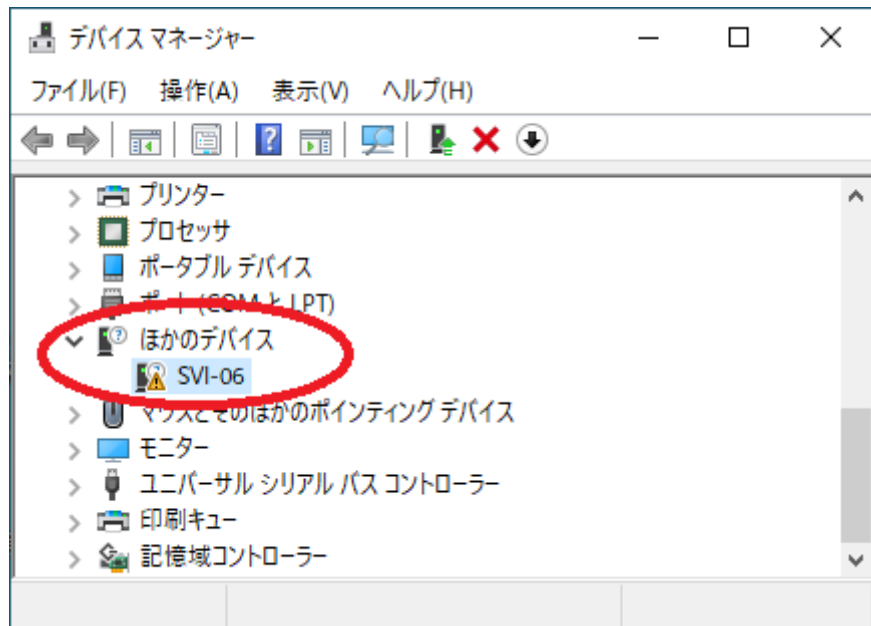 デバイス マネージャー
ファイル(F) 操作(A) 表示(V) ヘルプ(H)
プリンター
プロセッサ
ポータブル デバイス
ポート (COM と LPT)
ほかのデバイス
SVI-06
マウスとそのほかのポインティング デバイス
モニター
ユニバーサル シリアル バス コントローラー
印刷キュー
記憶域コントローラー